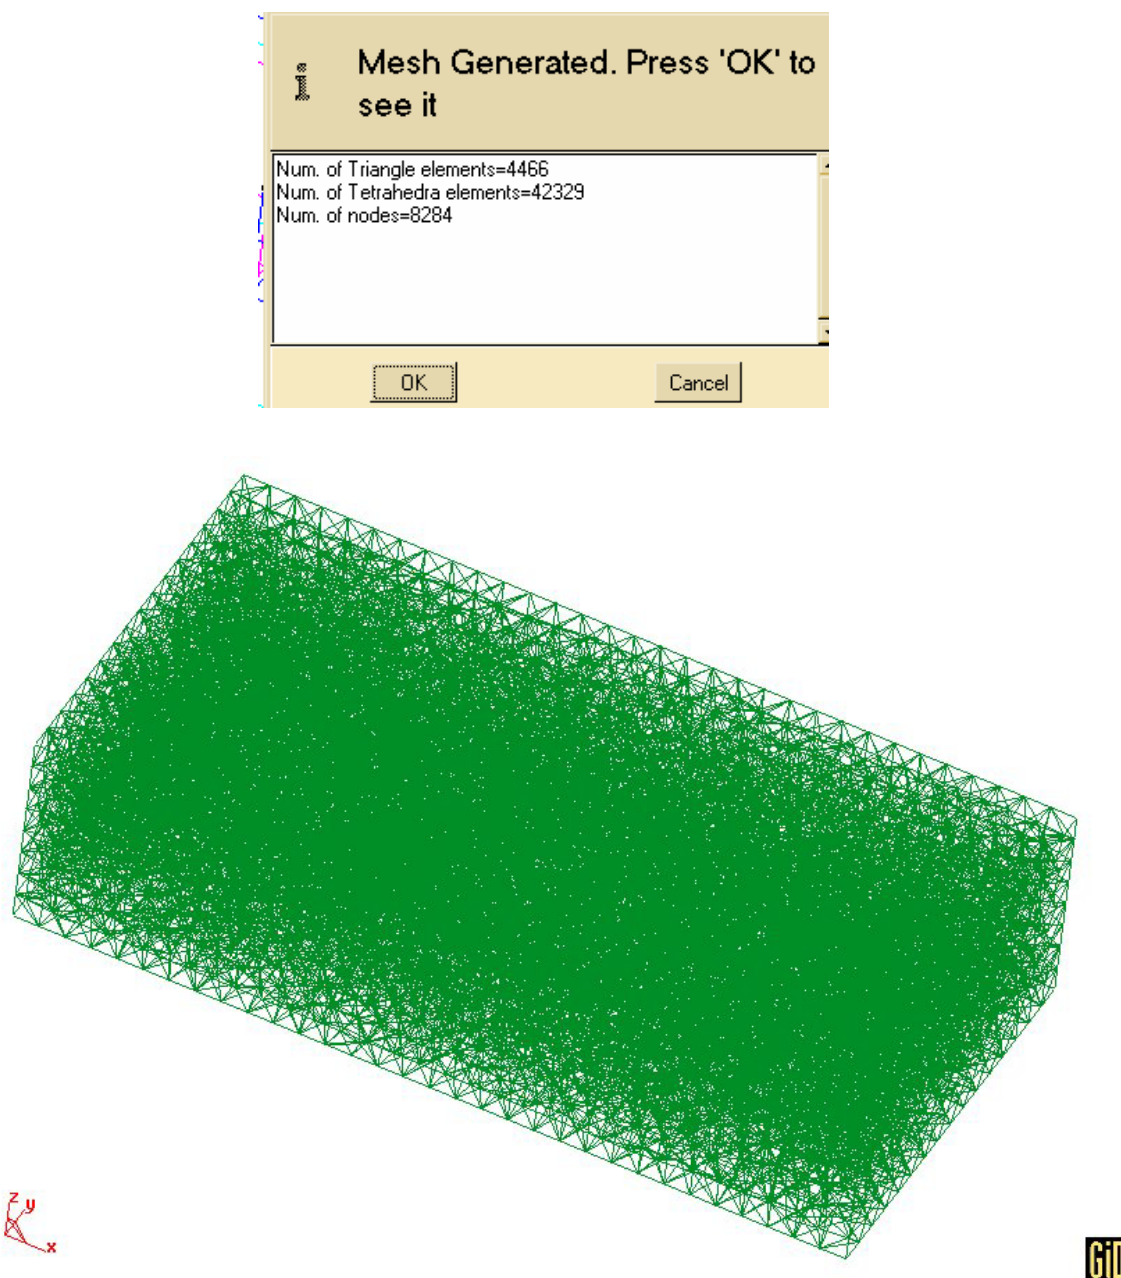 Mesh Generated. Press 'OK' to
see it
Num. of Triangle elements=4466
Num. of Tetrahedra elements=42329
Num. of nodes=8284
OK
Cancel
z
y
x